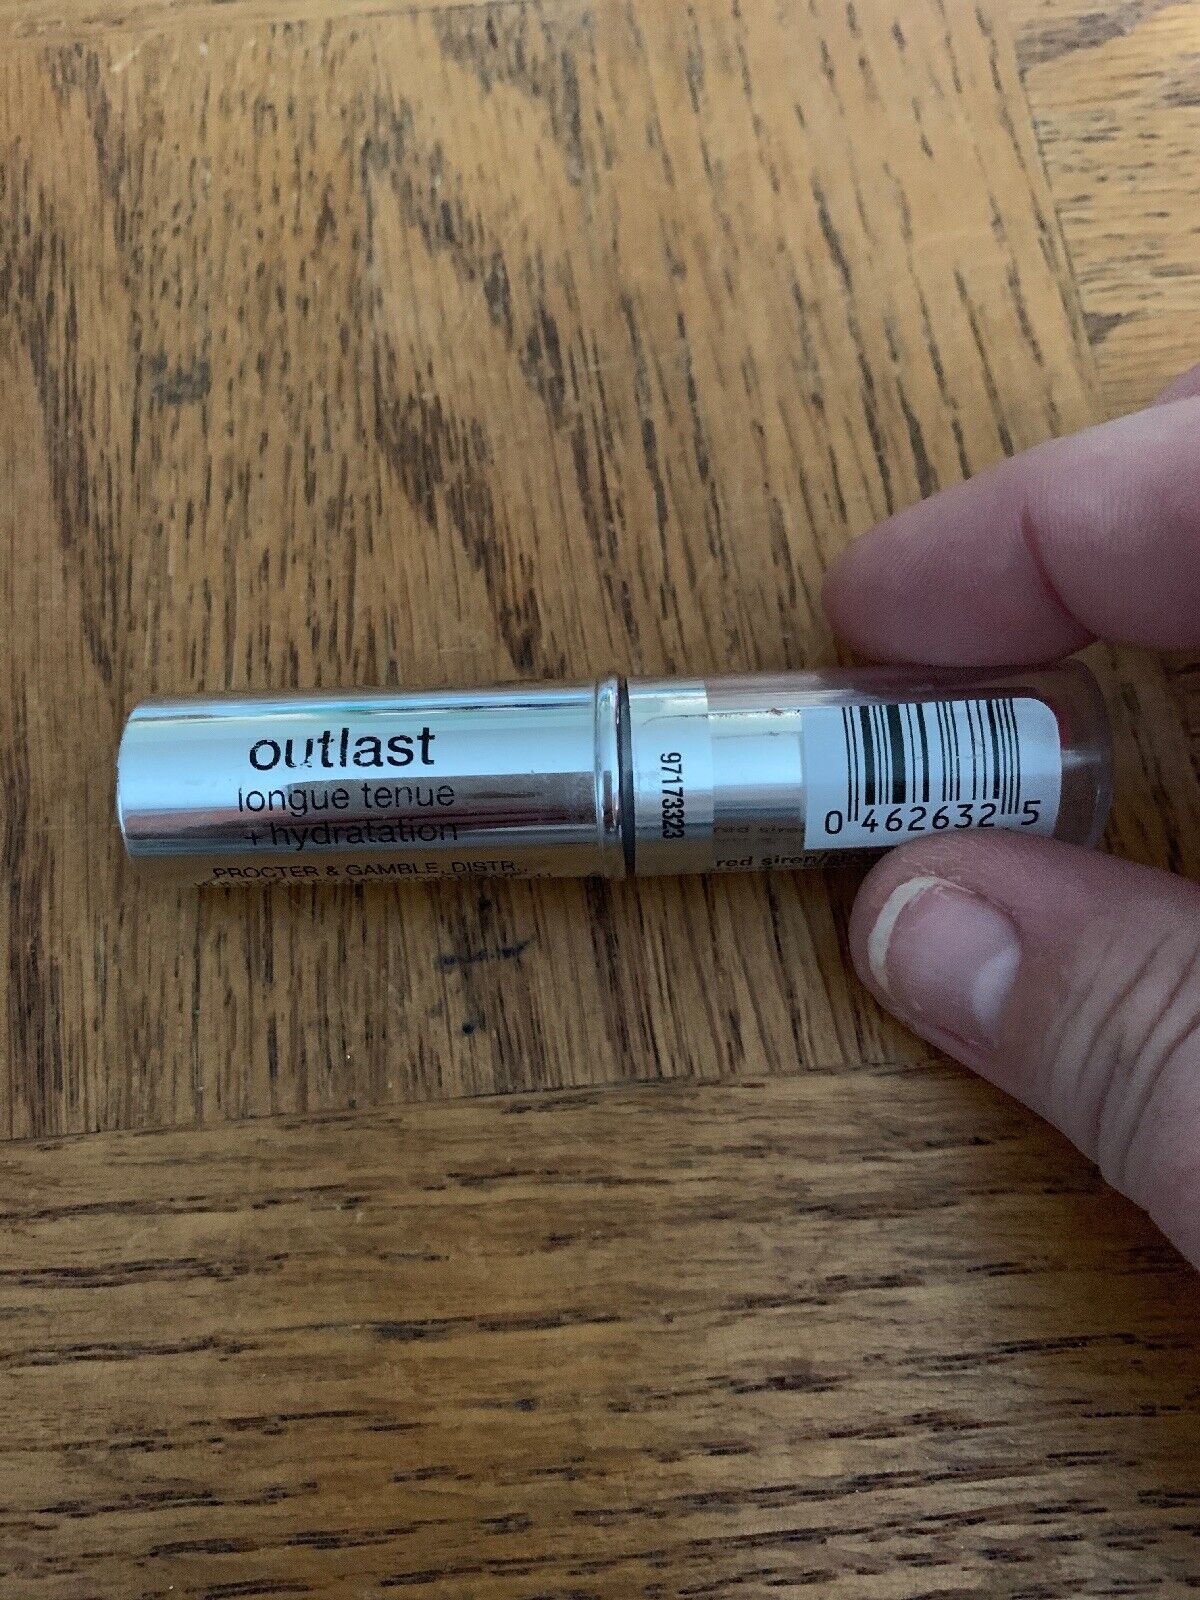 outlast
longue tenue
+ hydratation
PROCTER & GAMBLE, DISTR.,
97173323
0 462632 5
red siren